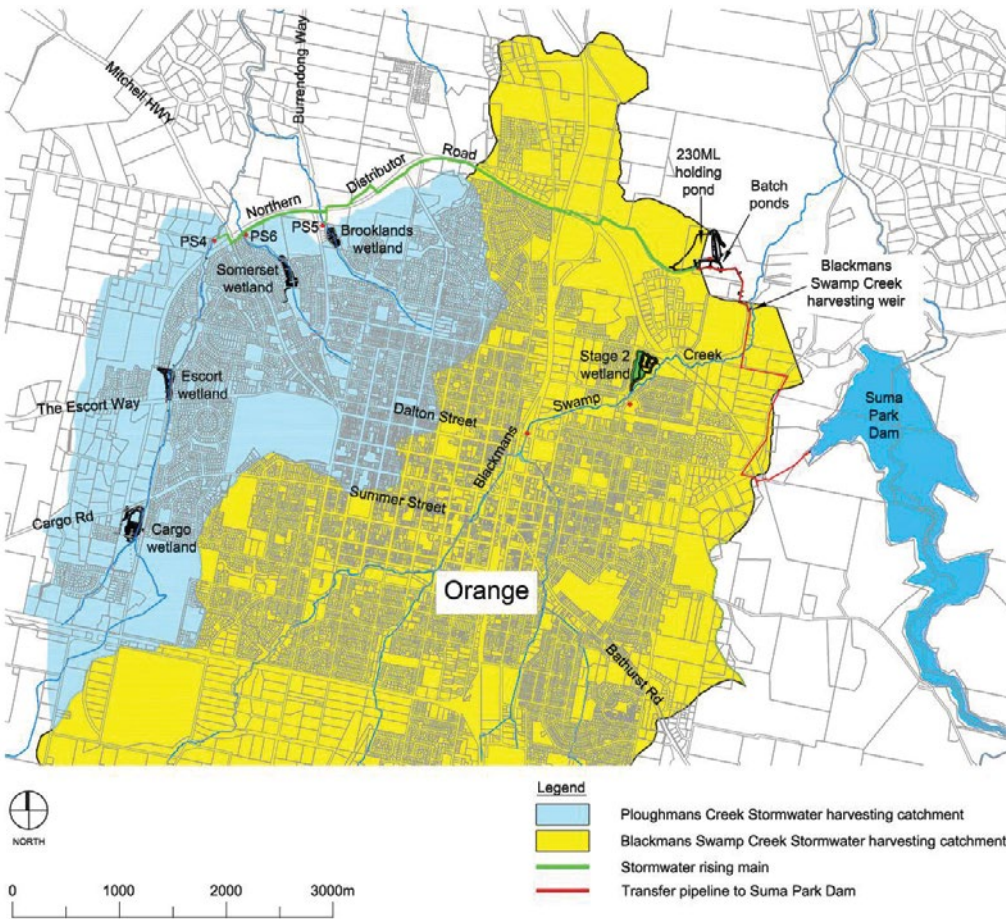 Mitchell HWY
Burrendong Way
Northern
Distributor
Road
PS4
PS6
PS5
Brooklands
wetland
Somerset
wetland
230ML
holding
pond
Batch
ponds
Blackmans
Swamp Creek
harvesting weir
Stage 2
wetland
Creek
Swamp
Blackmans
Escort
wetland
The Escort Way
Dalton Street
Suma
Park
Dam
Summer Street
Cargo Rd
Cargo
wetland
Orange
Bathurst Rd
NORTH
0 1000 2000 3000m
Legend
Ploughmans Creek Stormwater harvesting catchment
Blackmans Swamp Creek Stormwater harvesting catchment
Stormwater rising main
Transfer pipeline to Suma Park Dam